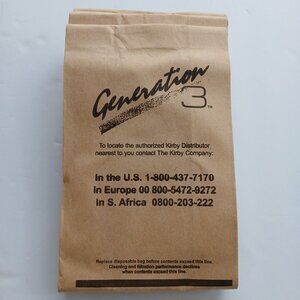 Generation
3™
To locate the authorized Kirby Distributor
nearest to you contact The Kirby Company.
In the U.S. 1-800-437-7170
In Europe 00 800-5472-9272
In S. Africa 0800-203-222
Replace disposable bag before contents exceed this line.
Cleaning and filtration performance declines
when contents exceed this line.